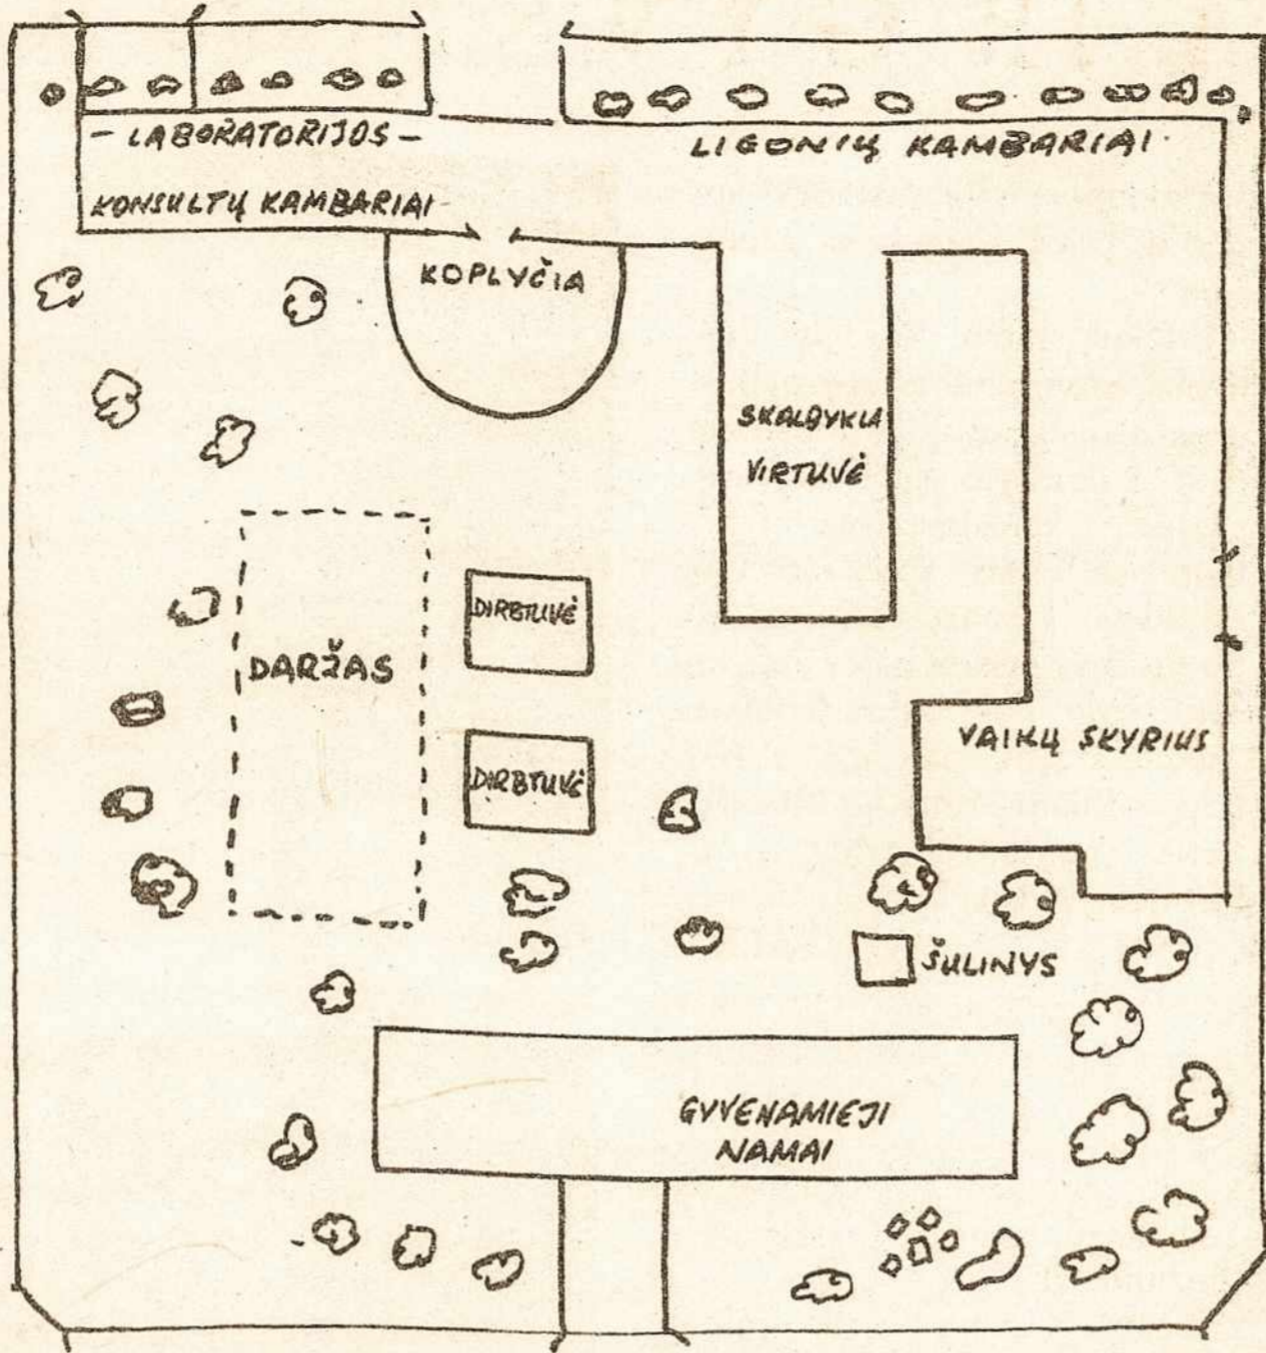 - LABORATORIJOS -
LIGONIŲ KAMBARIAI
KONSULTŲ KAMBARIAI
KOPLYČIA
SKALBYKLA
VIRTUVĖ
DIRBTUVĖ
DARŽAS
VAIKŲ SKYRIUS
DIRBTUVĖ
ŠULINYS
GYVENAMIEJI
NAMAI